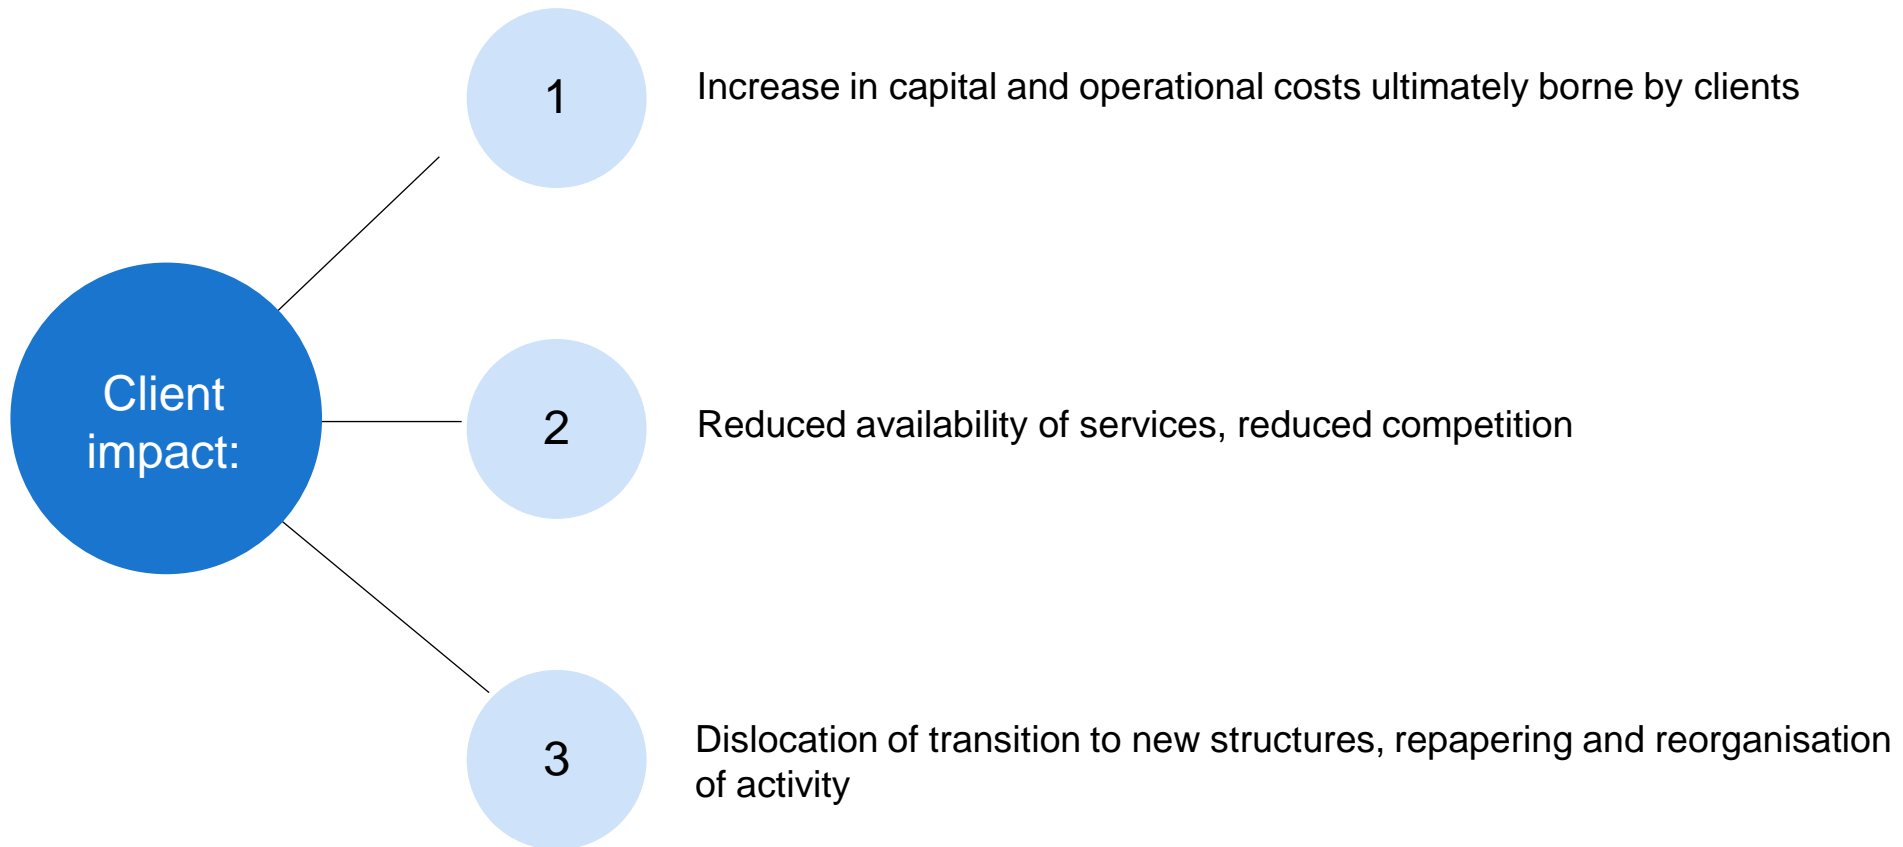 1
Increase in capital and operational costs ultimately borne by clients
Client
impact:
2
Reduced availability of services, reduced competition
3
Dislocation of transition to new structures, repapering and reorganisation
of activity